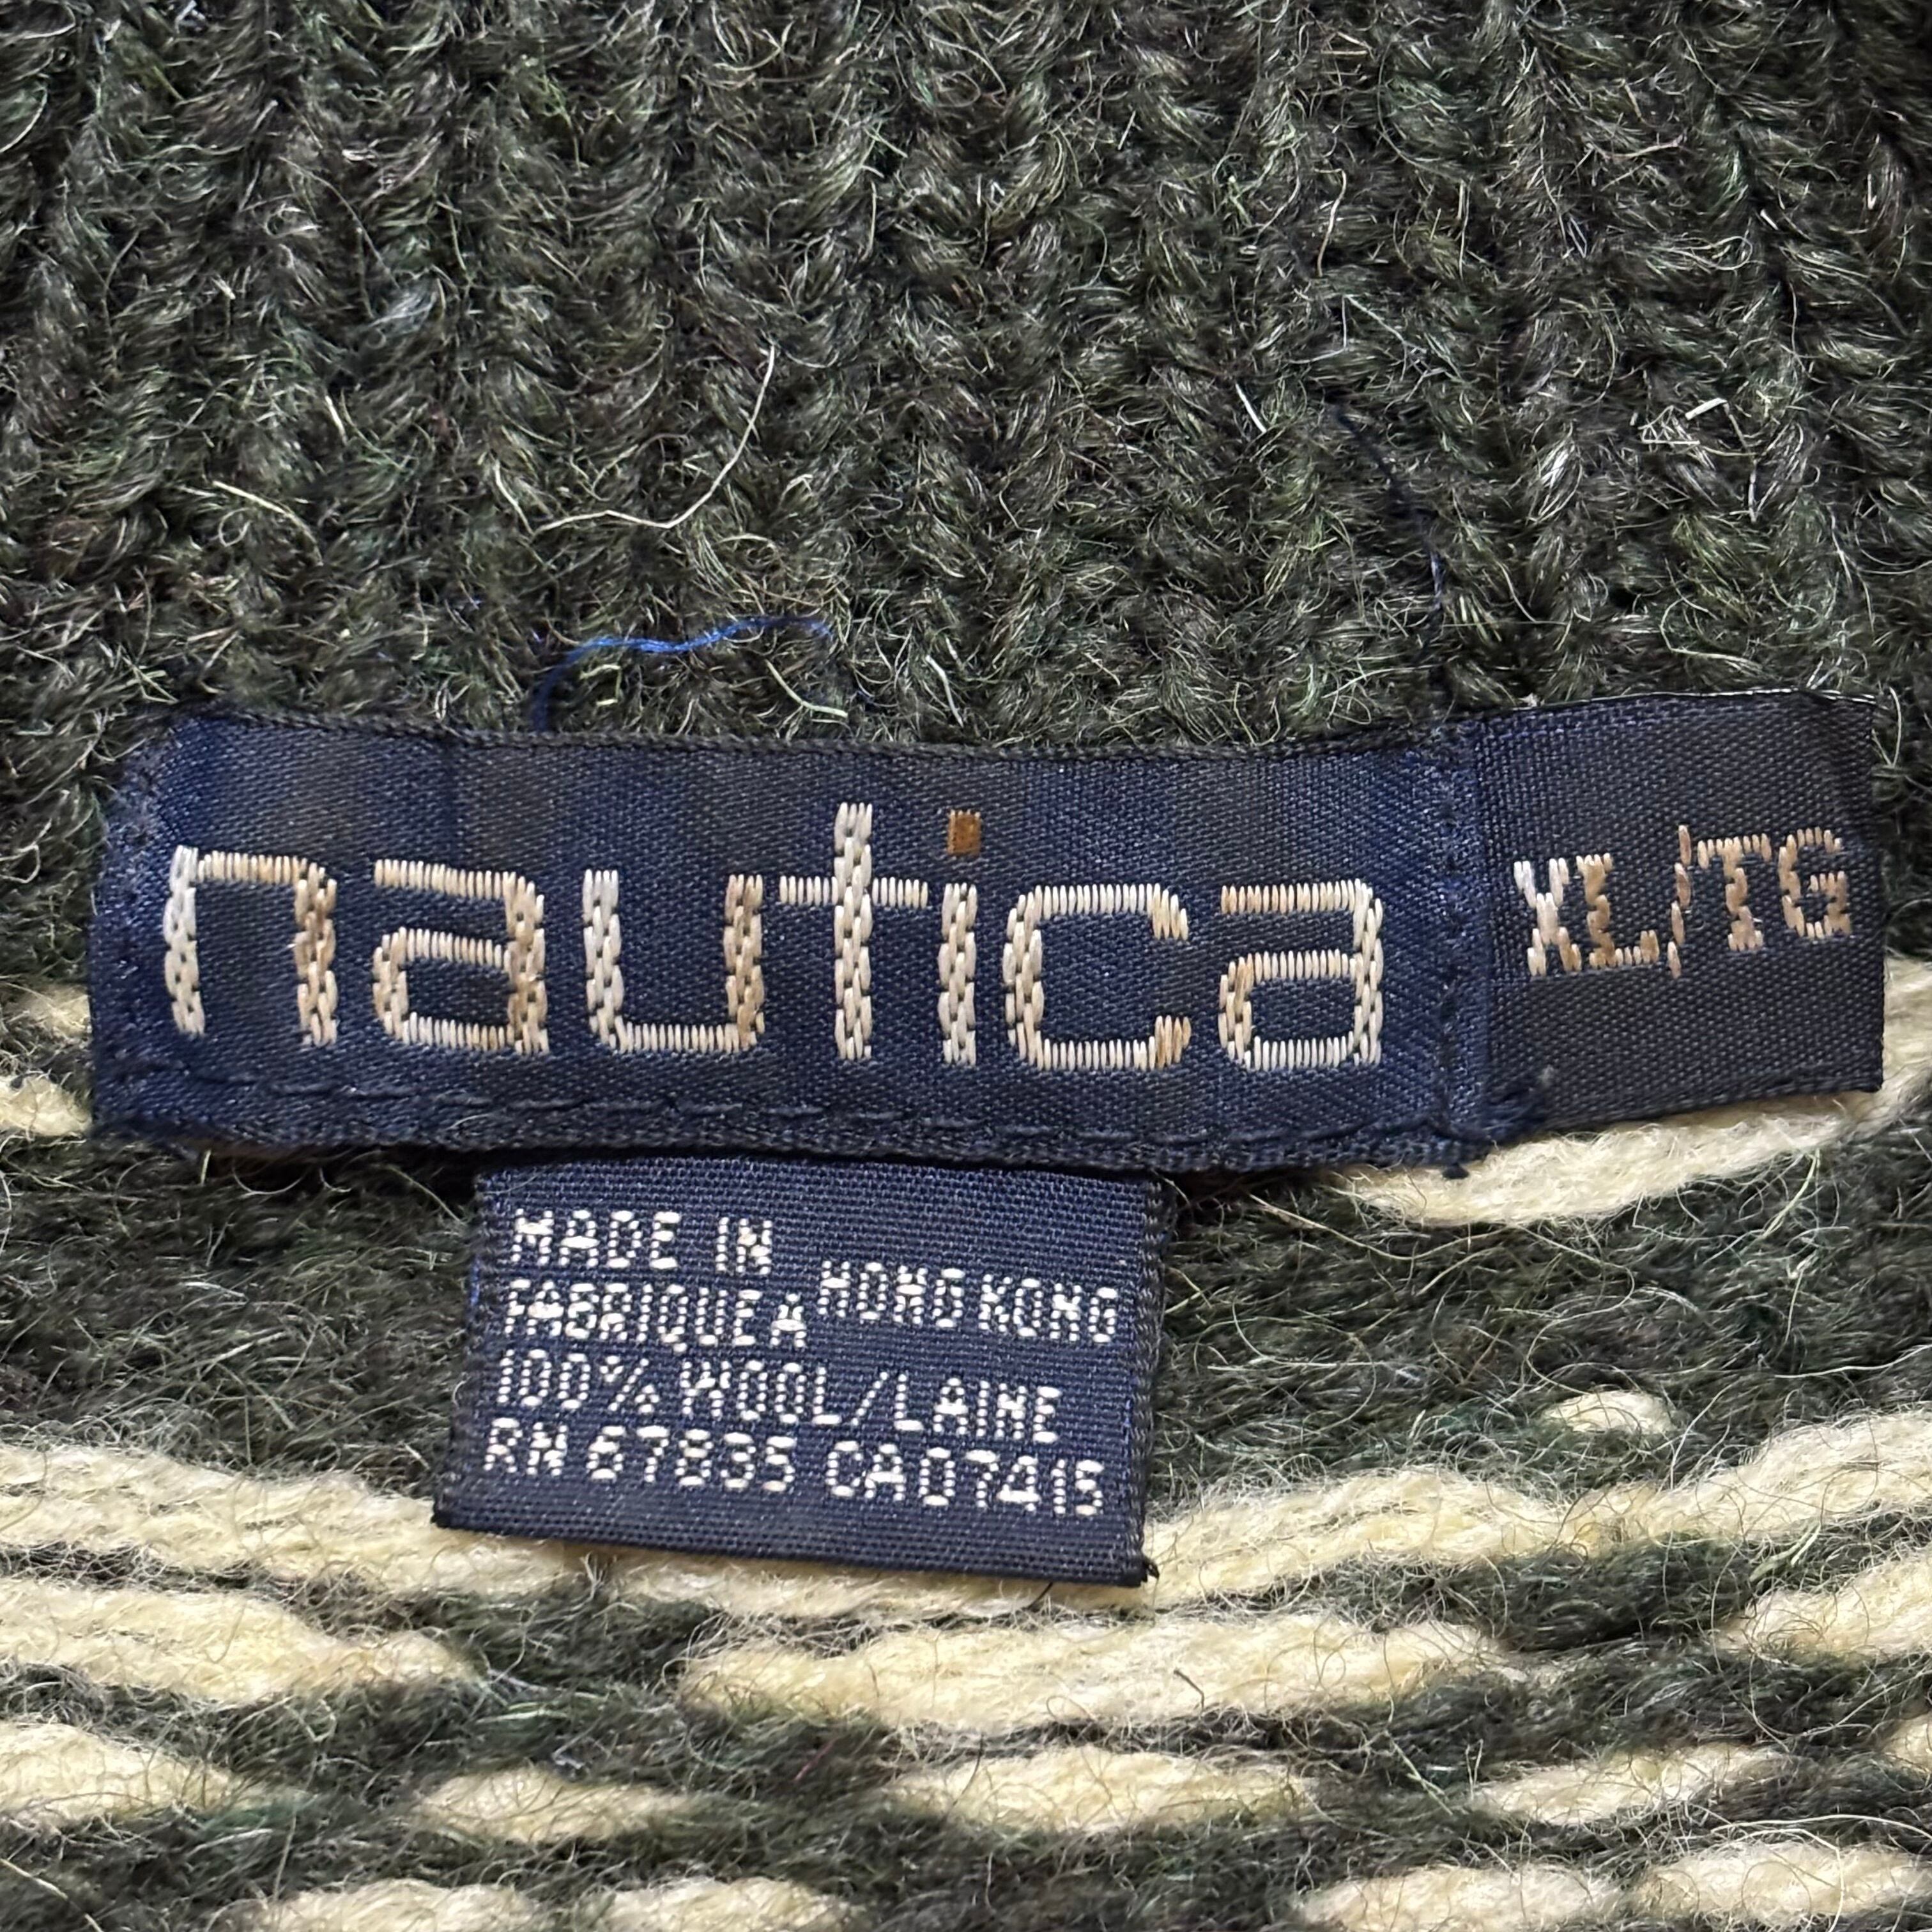 nautica
XL/TG
MADE IN
FABRIQUE A HONG KONG
100% WOOL/LAINE
RN 67835 CA07415